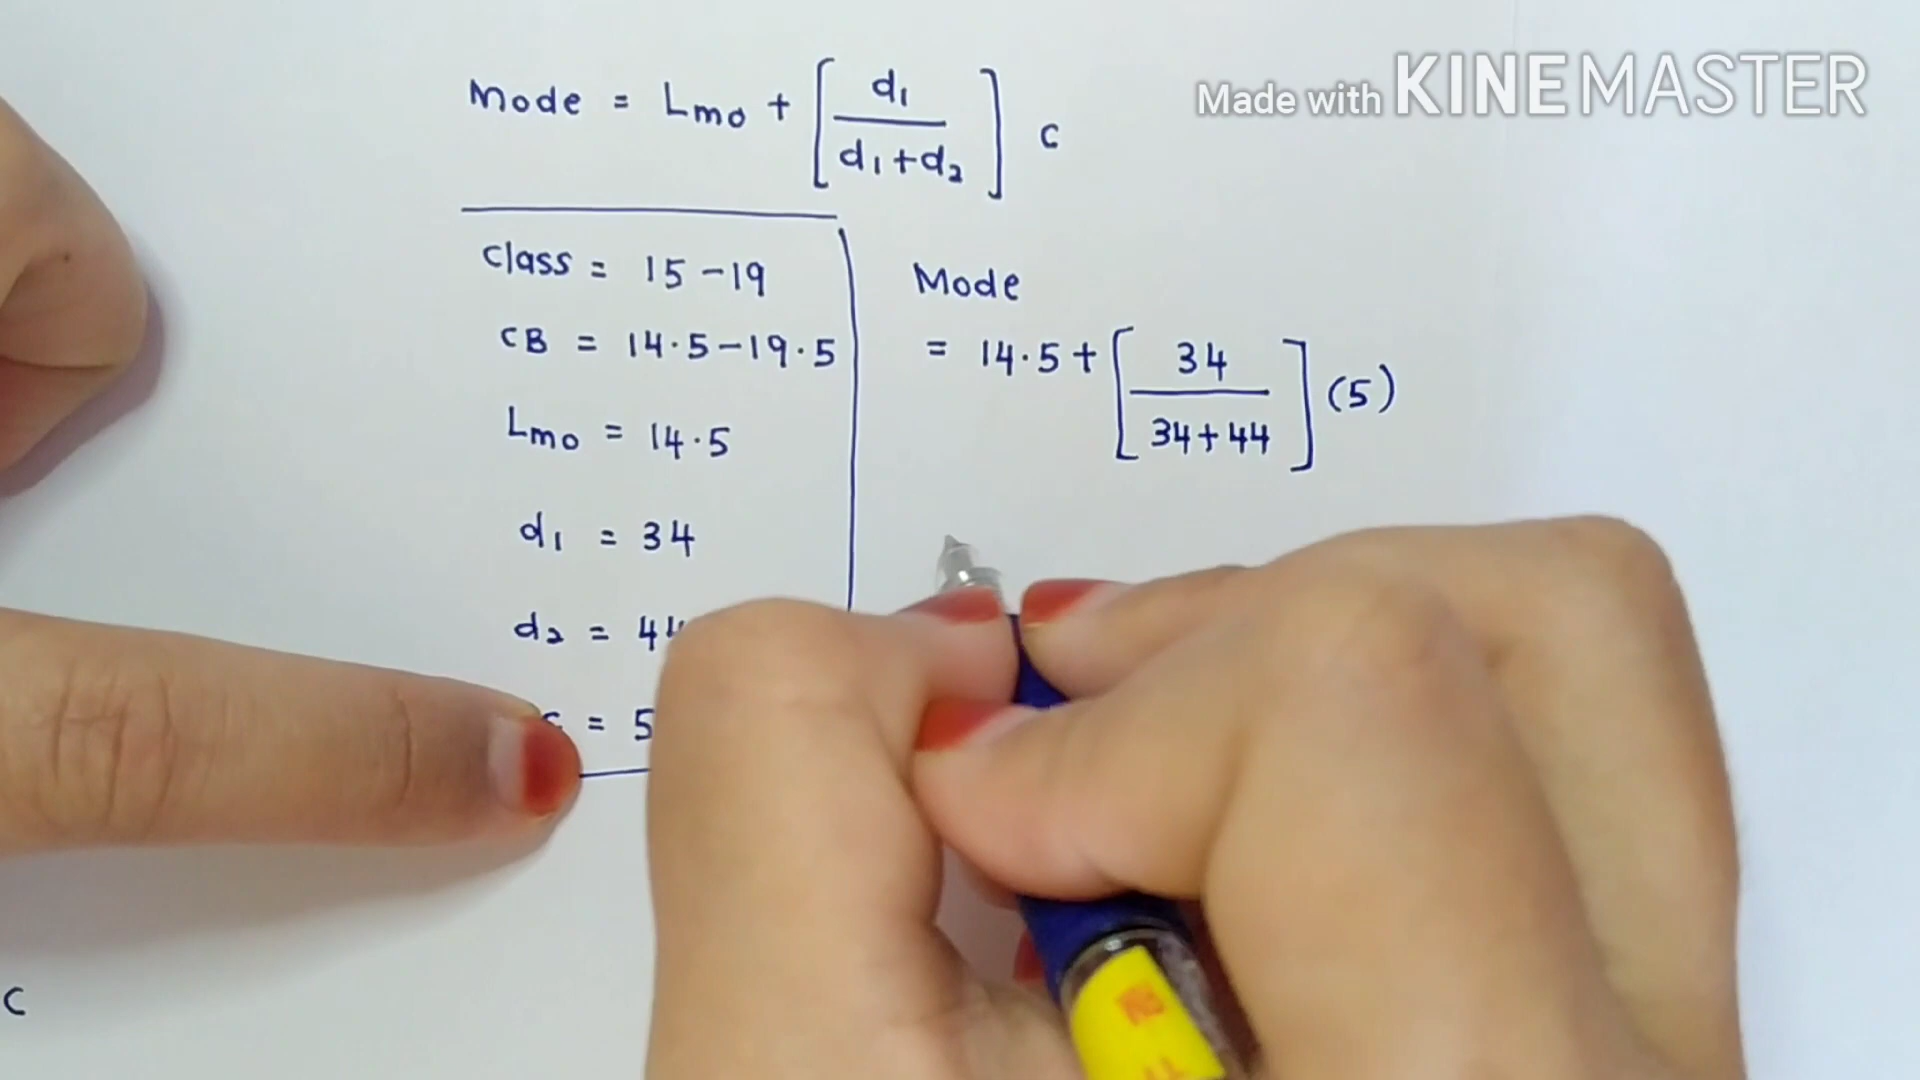 Made with KINEMASTER
Mode = Lmo + [ d1 / d1+d2 ] C
Class = 15-19
CB = 14.5-19.5
Lmo = 14.5
d1 = 34
d2 = 44
= 5
Mode
= 14.5+ [ 34 / 34+44 ] (5)
C